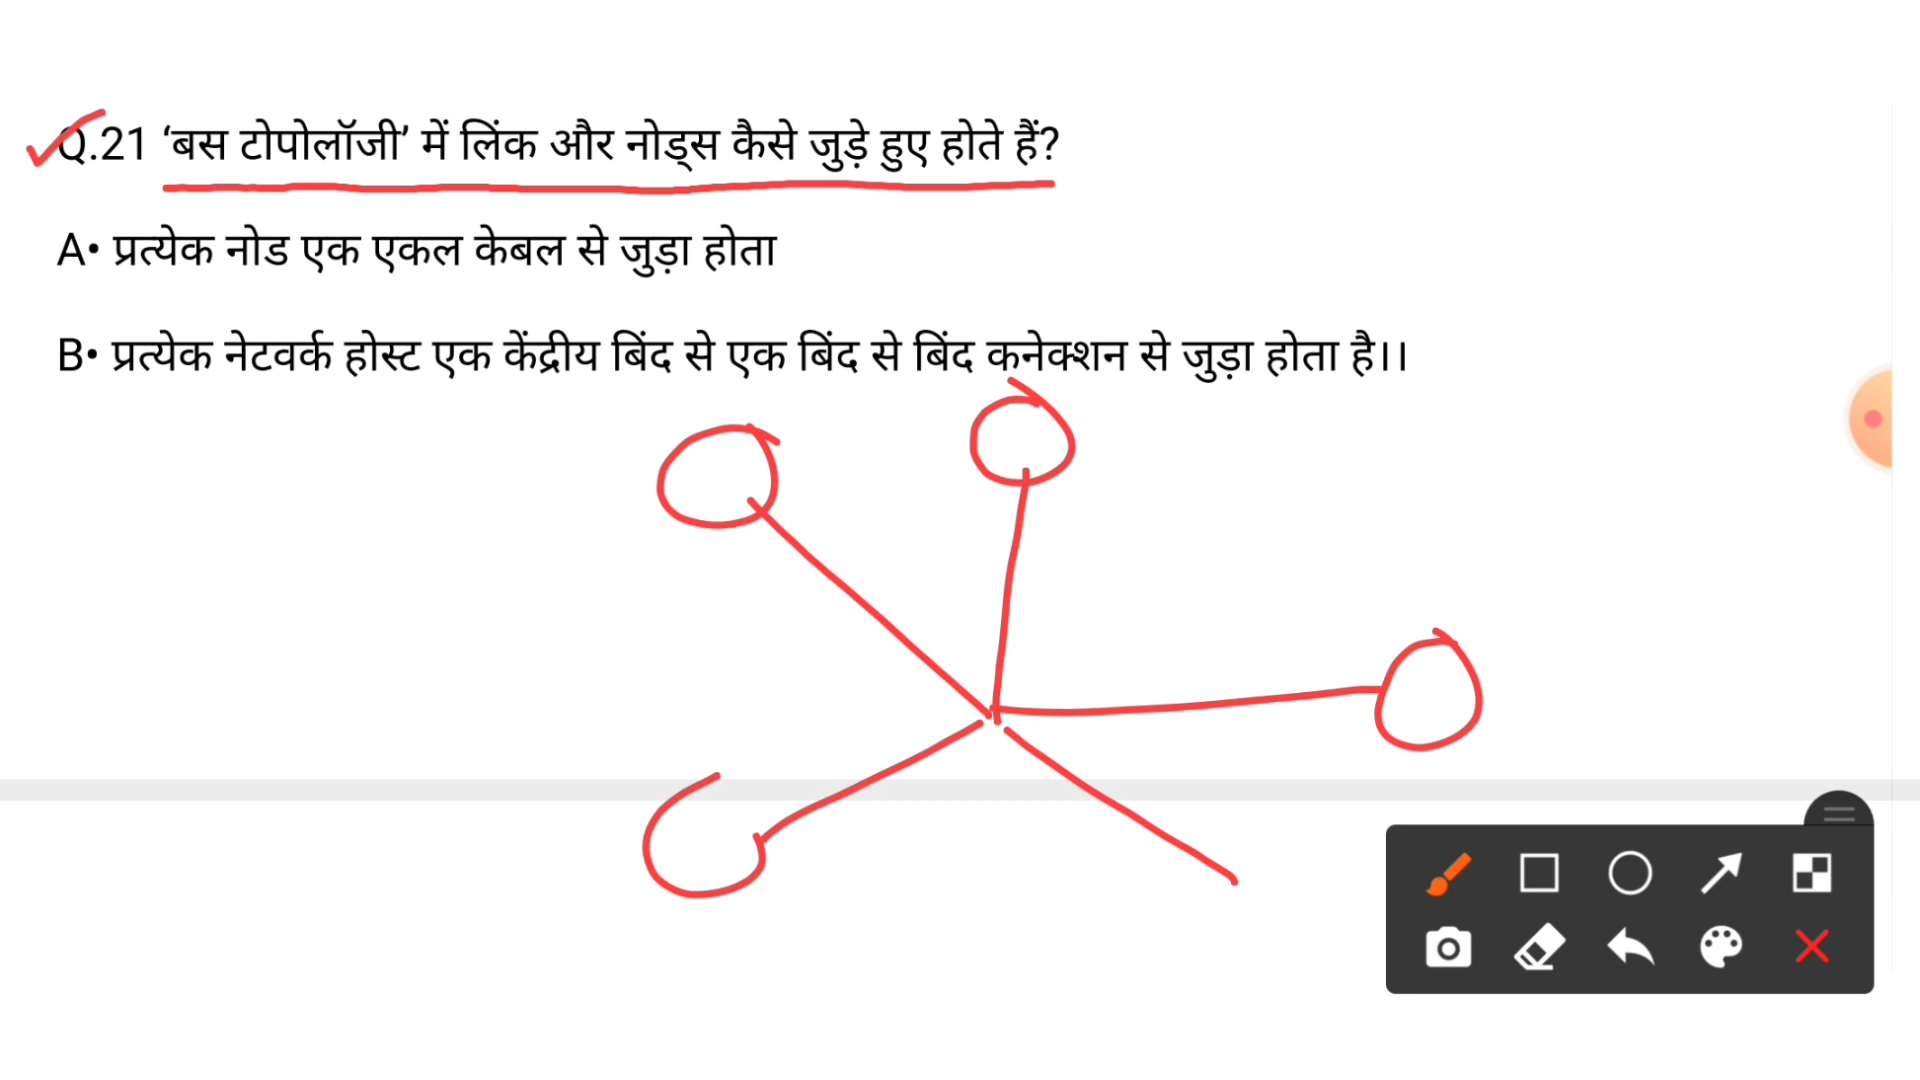 Q.21 ‘बस टोपोलॉजी’ में लिंक और नोड्स कैसे जुड़े हुए होते हैं?
A• प्रत्येक नोड एक एकल केबल से जुड़ा होता
B• प्रत्येक नेटवर्क होस्ट एक केंद्रीय बिंद से एक बिंद से बिंद कनेक्शन से जुड़ा होता है।।